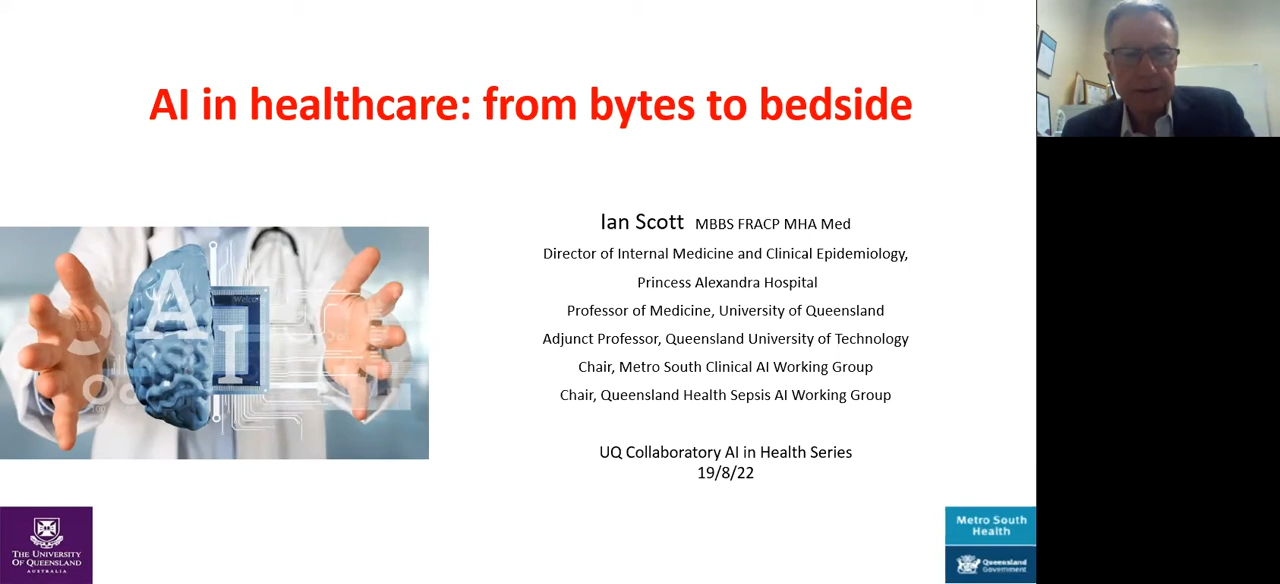 AI in healthcare: from bytes to bedside
Ian Scott MBBS FRACP MHA Med
Director of Internal Medicine and Clinical Epidemiology,
Princess Alexandra Hospital
Professor of Medicine, University of Queensland
Adjunct Professor, Queensland University of Technology
Chair, Metro South Clinical AI Working Group
Chair, Queensland Health Sepsis AI Working Group
UQ Collaboratory AI in Health Series
19/8/22
A
I
THE UNIVERSITY
OF QUEENSLAND
AUSTRALIA
Metro South
Health
Queensland
Government